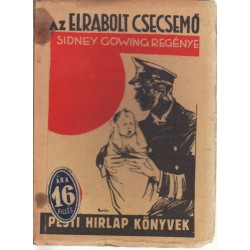 AZ ELRABOLT CSECSEMŐ
SIDNEY GOWING REGÉNYE
ÁRA
16
FILLÉR
PESTI HIRLAP KÖNYVEK